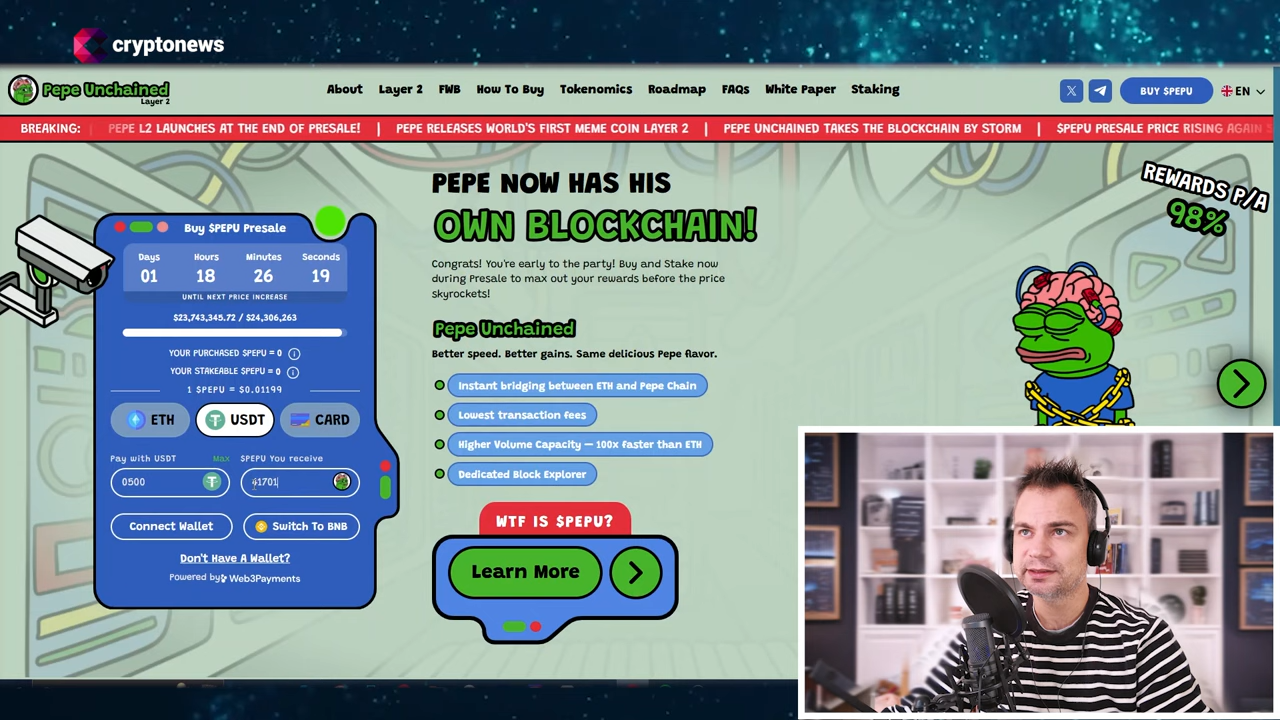 cryptonews
Pepe Unchained
Layer 2
About Layer 2 FWB How To Buy Tokenomics Roadmap FAQs White Paper Staking
BUY $PEPU
EN
BREAKING: PEPE L2 LAUNCHES AT THE END OF PRESALE! | PEPE RELEASES WORLD'S FIRST MEME COIN LAYER 2 | PEPE UNCHAINED TAKES THE BLOCKCHAIN BY STORM | $PEPU PRESALE PRICE RISING AGAIN
Buy $PEPU Presale
Days Hours Minutes Seconds
01 18 26 19
UNTIL NEXT PRICE INCREASE
$23,743,345.72 / $24,306,263
YOUR PURCHASED $PEPU = 0
YOUR STAKEABLE $PEPU = 0
1 $PEPU = $0.01199
ETH USDT CARD
Pay with USDT Max $PEPU You receive
0500 41701
Connect Wallet Switch To BNB
Don't Have A Wallet?
Powered by Web3Payments
PEPE NOW HAS HIS
OWN BLOCKCHAIN!
Congrats! You're early to the party! Buy and Stake now
during Presale to max out your rewards before the price
skyrockets!
Pepe Unchained
Better speed. Better gains. Same delicious Pepe flavor.
Instant bridging between ETH and Pepe Chain
Lowest transaction fees
Higher Volume Capacity — 100x faster than ETH
Dedicated Block Explorer
WTF IS $PEPU?
Learn More
REWARDS P/A
98%